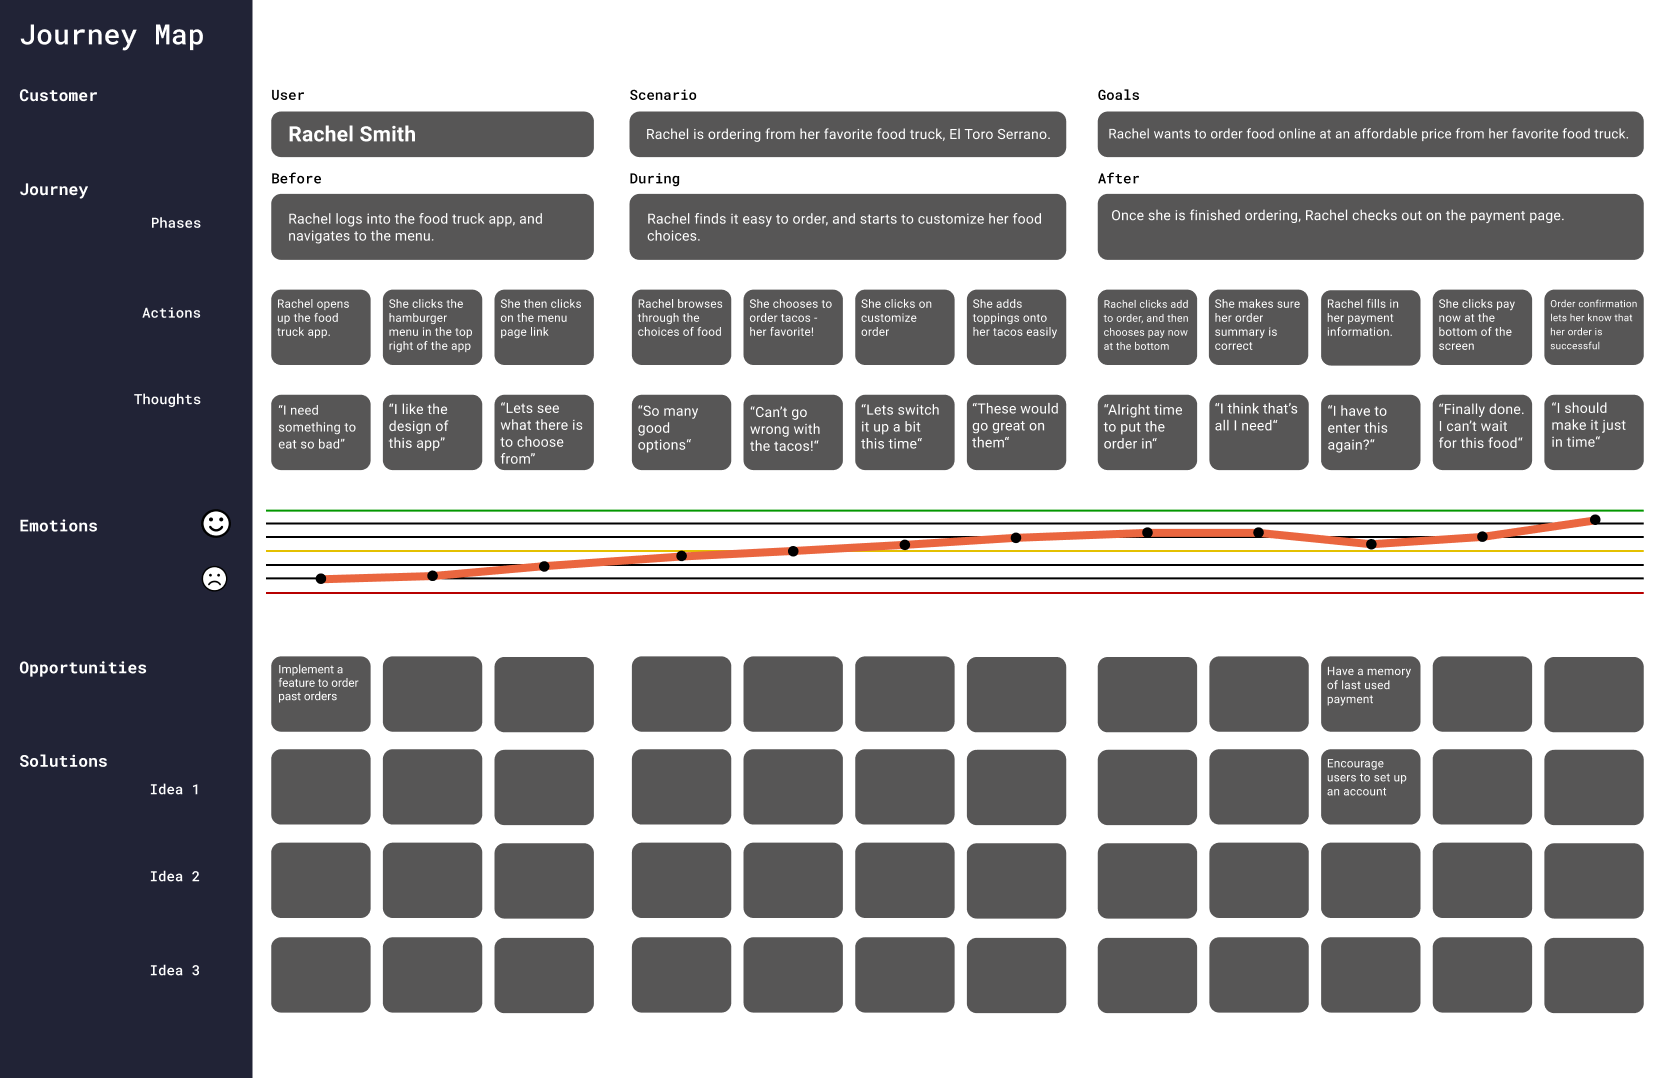 Journey Map
Customer
User
Scenario
Goals
Rachel Smith
Rachel is ordering from her favorite food truck, El Toro Serrano.
Rachel wants to order food online at an affordable price from her favorite food truck.
Journey
Before
During
After
Phases
Rachel logs into the food truck app, and
navigates to the menu.
Rachel finds it easy to order, and starts to customize her food
choices.
Once she is finished ordering, Rachel checks out on the payment page.
Actions
Rachel opens
up the food
truck app.
She clicks the
hamburger
menu in the top
right of the app
She then clicks
on the menu
page link
Rachel browses
through the
choices of food
She chooses to
order tacos -
her favorite!
She clicks on
customize
order
She adds
toppings onto
her tacos easily
Rachel clicks add
to order, and then
chooses pay now
at the bottom
She makes sure
her order
summary is
correct
Rachel fills in
her payment
information.
She clicks pay
now at the
bottom of the
screen
Order confirmation
lets her know that
her order is
successful
Thoughts
“I need
something to
eat so bad”
“I like the
design of
this app”
“Lets see
what there is
to choose
from”
“So many
good
options“
“Can’t go
wrong with
the tacos!“
“Lets switch
it up a bit
this time“
“These would
go great on
them“
“Alright time
to put the
order in“
“I think that’s
all I need“
“I have to
enter this
again?“
“Finally done.
I can’t wait
for this food“
“I should
make it just
in time“
Emotions
Opportunities
Implement a
feature to order
past orders
Have a memory
of last used
payment
Solutions
Idea 1
Encourage
users to set up
an account
Idea 2
Idea 3